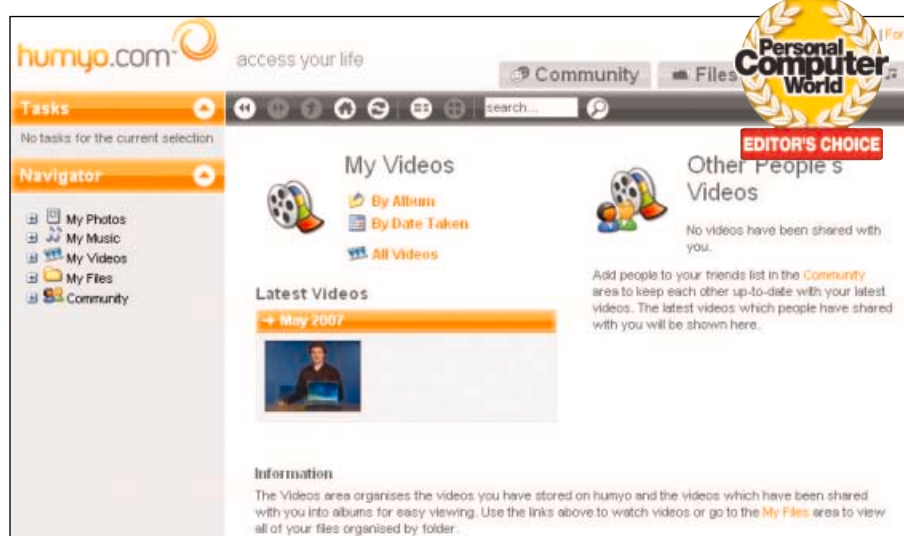 humyo.com
access your life
For
Community
Files
Personal
Computer
World
EDITOR'S CHOICE
Tasks
search...
No tasks for the current selection
Navigator
My Photos
My Music
My Videos
My Files
Community
My Videos
By Album
By Date Taken
All Videos
Latest Videos
May 2007
Other People's
Videos
No videos have been shared with
you.
Add people to your friends list in the Community
area to keep each other up-to-date with your latest
videos. The latest videos which people have shared
with you will be shown here.
Information
The Videos area organises the videos you have stored on humyo and the videos which have been shared
with you into albums for easy viewing. Use the links above to watch videos or go to the My Files area to view
all of your files organised by folder.